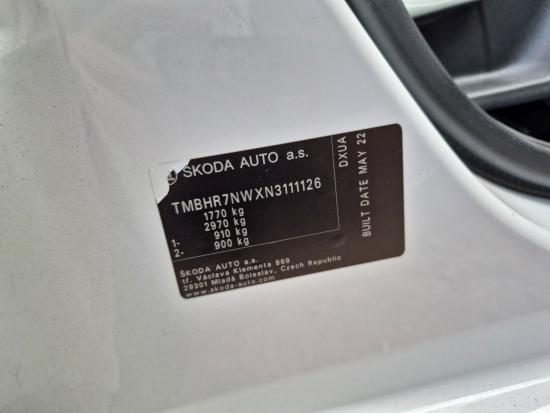 ŠKODA AUTO a.s.
TMBHR7NWXN3111126
1770 kg
2970 kg
1- 910 kg
2- 900 kg
ŠKODA AUTO a.s.
tř. Václava Klementa 869
29301 Mladá Boleslav, Czech Republic
www.skoda-auto.com
DXUA
BUILT DATE MAY 22